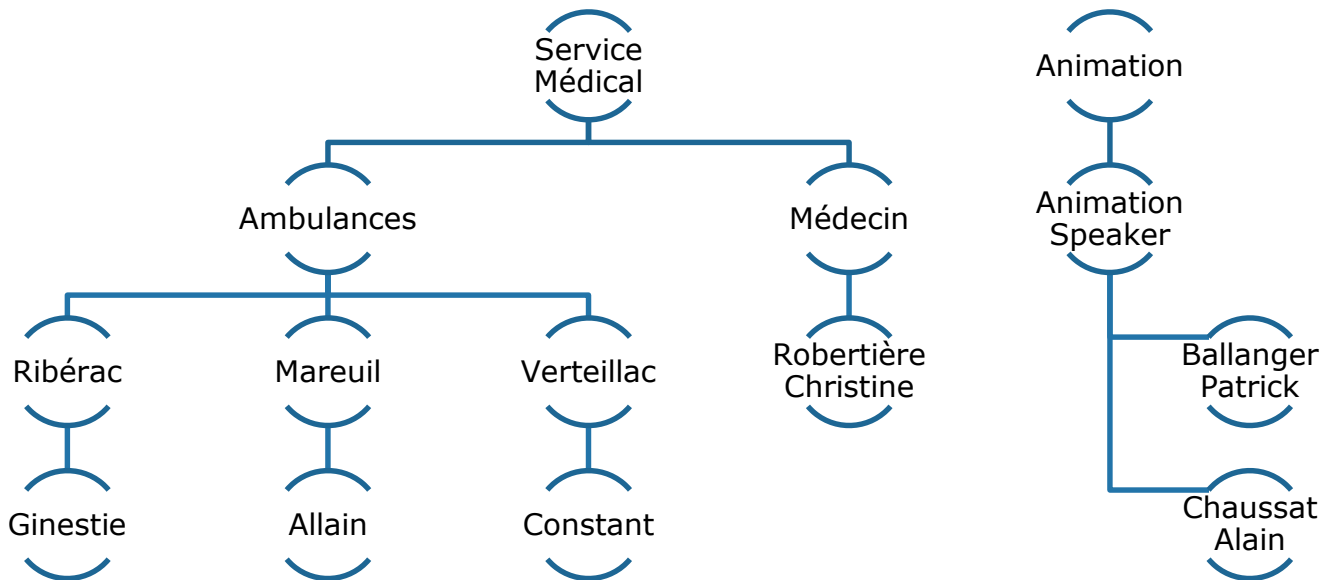 Service
Médical
Animation
Ambulances
Médecin
Animation
Speaker
Ribérac
Mareuil
Verteillac
Robertière
Christine
Ballanger
Patrick
Ginestie
Allain
Constant
Chaussat
Alain